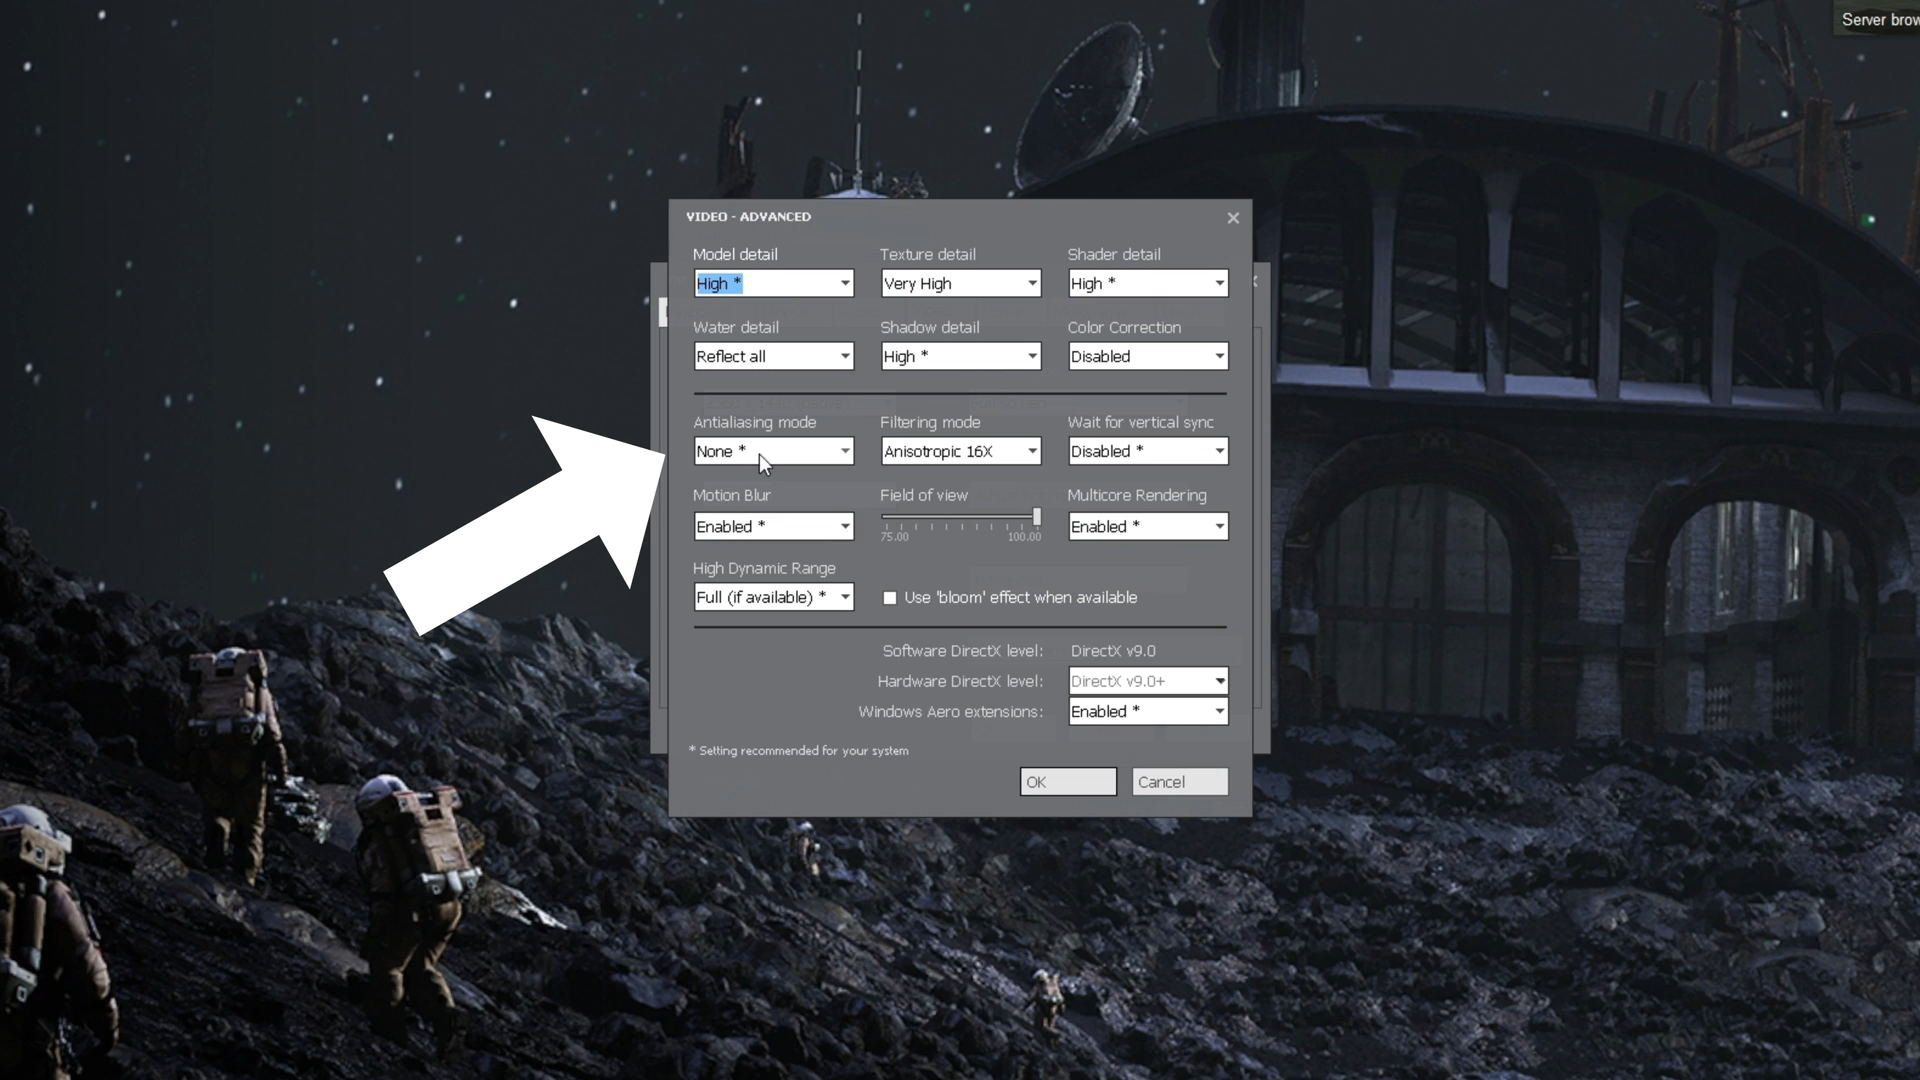 Server brow
VIDEO - ADVANCED
Model detail
Texture detail
Shader detail
High *
Very High
High *
Water detail
Shadow detail
Color Correction
Reflect all
High *
Disabled
Antialiasing mode
Filtering mode
Wait for vertical sync
None *
Anisotropic 16X
Disabled *
Motion Blur
Field of view
Multicore Rendering
Enabled *
75.00
100.00
Enabled *
High Dynamic Range
Full (if available) *
Use 'bloom' effect when available
Software DirectX level:
DirectX v9.0
Hardware DirectX level:
DirectX v9.0+
Windows Aero extensions:
Enabled *
* Setting recommended for your system
OK
Cancel